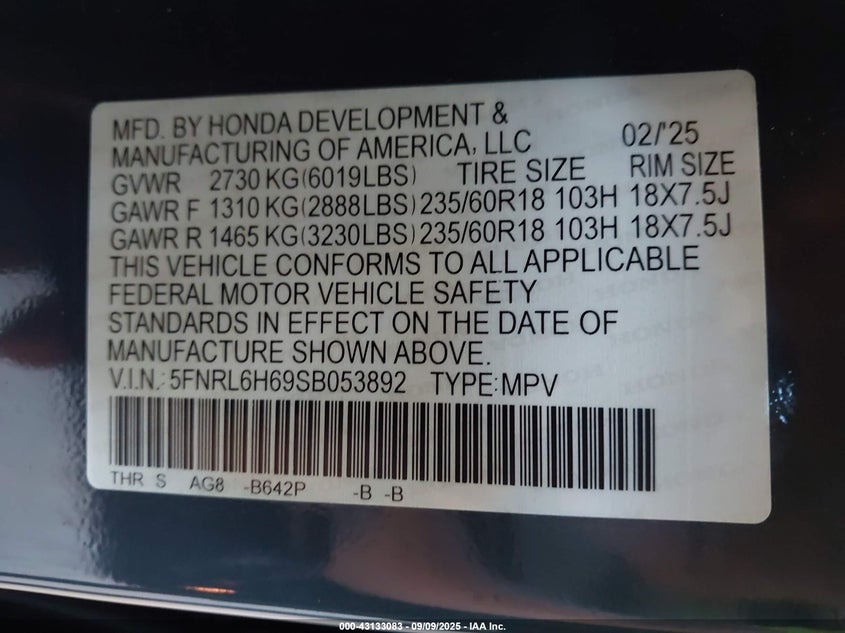 MFD. BY HONDA DEVELOPMENT &
MANUFACTURING OF AMERICA, LLC 02/'25
GVWR 2730 KG(6019LBS) TIRE SIZE RIM SIZE
GAWR F 1310 KG(2888LBS) 235/60R18 103H 18X7.5J
GAWR R 1465 KG(3230LBS) 235/60R18 103H 18X7.5J
THIS VEHICLE CONFORMS TO ALL APPLICABLE
FEDERAL MOTOR VEHICLE SAFETY
STANDARDS IN EFFECT ON THE DATE OF
MANUFACTURE SHOWN ABOVE.
V.I.N.: 5FNRL6H69SB053892 TYPE: MPV
THR S AG8 -B642P -B -B
000-43133083 - 09/09/2025 - IAA Inc.